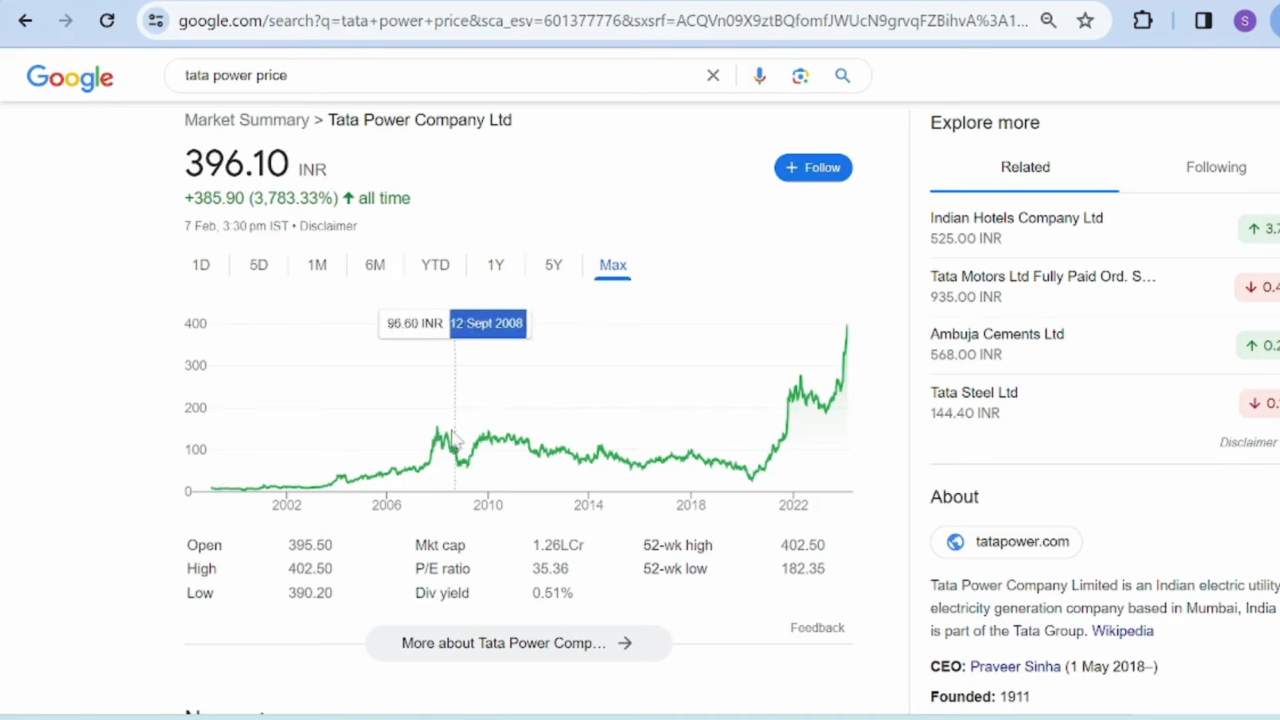 google.com/search?q=tata+power+price&sca_esv=601377776&sxsrf=ACQVn09X9ztBQfomfJWUcN9grvqFZBihvA%3A1...
S
Google
tata power price
Market Summary > Tata Power Company Ltd
396.10 INR
+ Follow
+385.90 (3,783.33%) ↑ all time
7 Feb, 3:30 pm IST • Disclaimer
1D 5D 1M 6M YTD 1Y 5Y Max
96.60 INR 12 Sept 2008
400
300
200
100
0
2002 2006 2010 2014 2018 2022
Open 395.50 Mkt cap 1.26LCr 52-wk high 402.50
High 402.50 P/E ratio 35.36 52-wk low 182.35
Low 390.20 Div yield 0.51%
Feedback
More about Tata Power Comp... →
Explore more
Related Following
Indian Hotels Company Ltd
525.00 INR
↑ 3.7
Tata Motors Ltd Fully Paid Ord. S...
935.00 INR
↓ 0.4
Ambuja Cements Ltd
568.00 INR
↑ 0.2
Tata Steel Ltd
144.40 INR
↓ 0.
Disclaimer
About
tatapower.com
Tata Power Company Limited is an Indian electric utility
electricity generation company based in Mumbai, India
is part of the Tata Group. Wikipedia
CEO: Praveer Sinha (1 May 2018–)
Founded: 1911